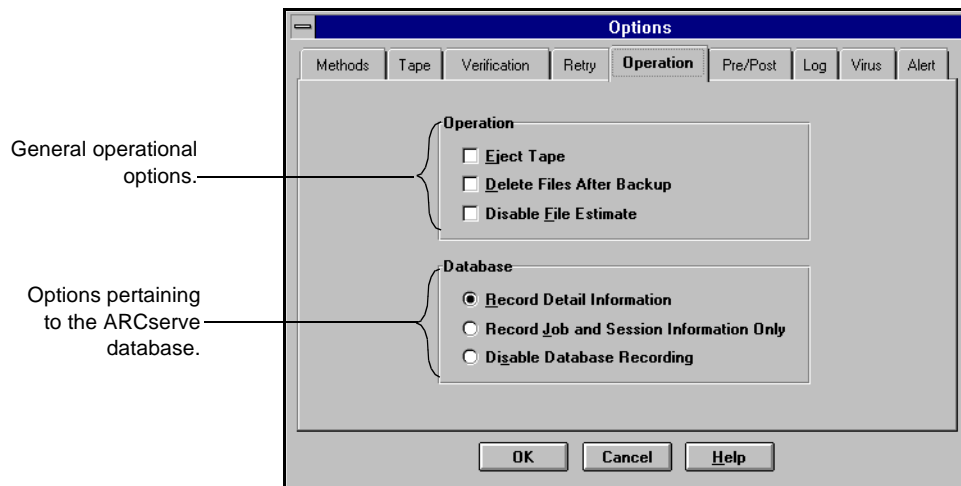 Options
Methods Tape Verification Retry Operation Pre/Post Log Virus Alert
General operational
options.
Operation
Eject Tape
Delete Files After Backup
Disable File Estimate
Options pertaining
to the ARCserve
database.
Database
Record Detail Information
Record Job and Session Information Only
Disable Database Recording
OK Cancel Help